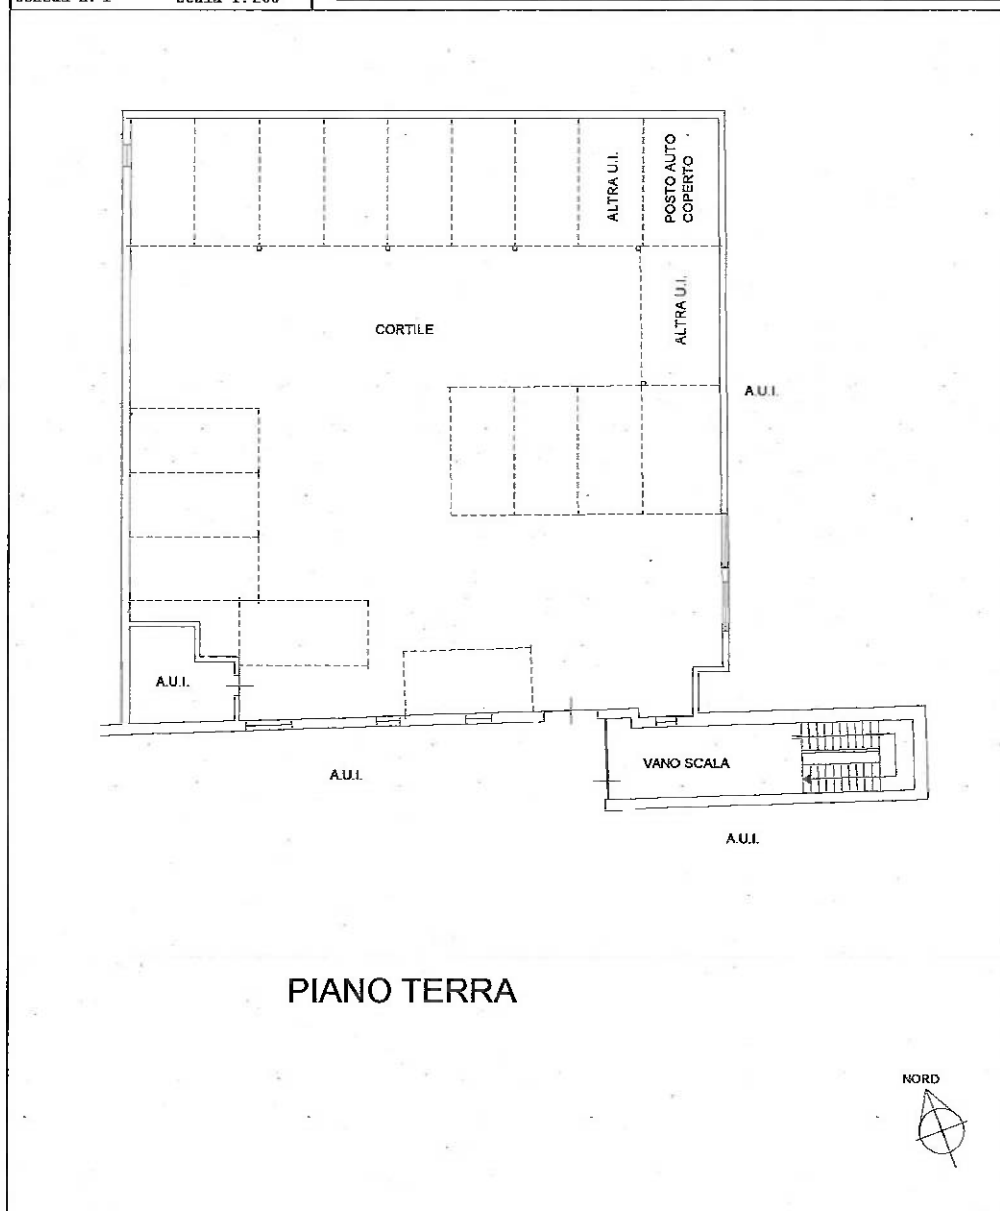 ALTRA U.I.
POSTO AUTO
COPERTO
ALTRA U.I.
CORTILE
A.U.I.
A.U.I.
VANO SCALA
A.U.I.
A.U.I.
PIANO TERRA
NORD